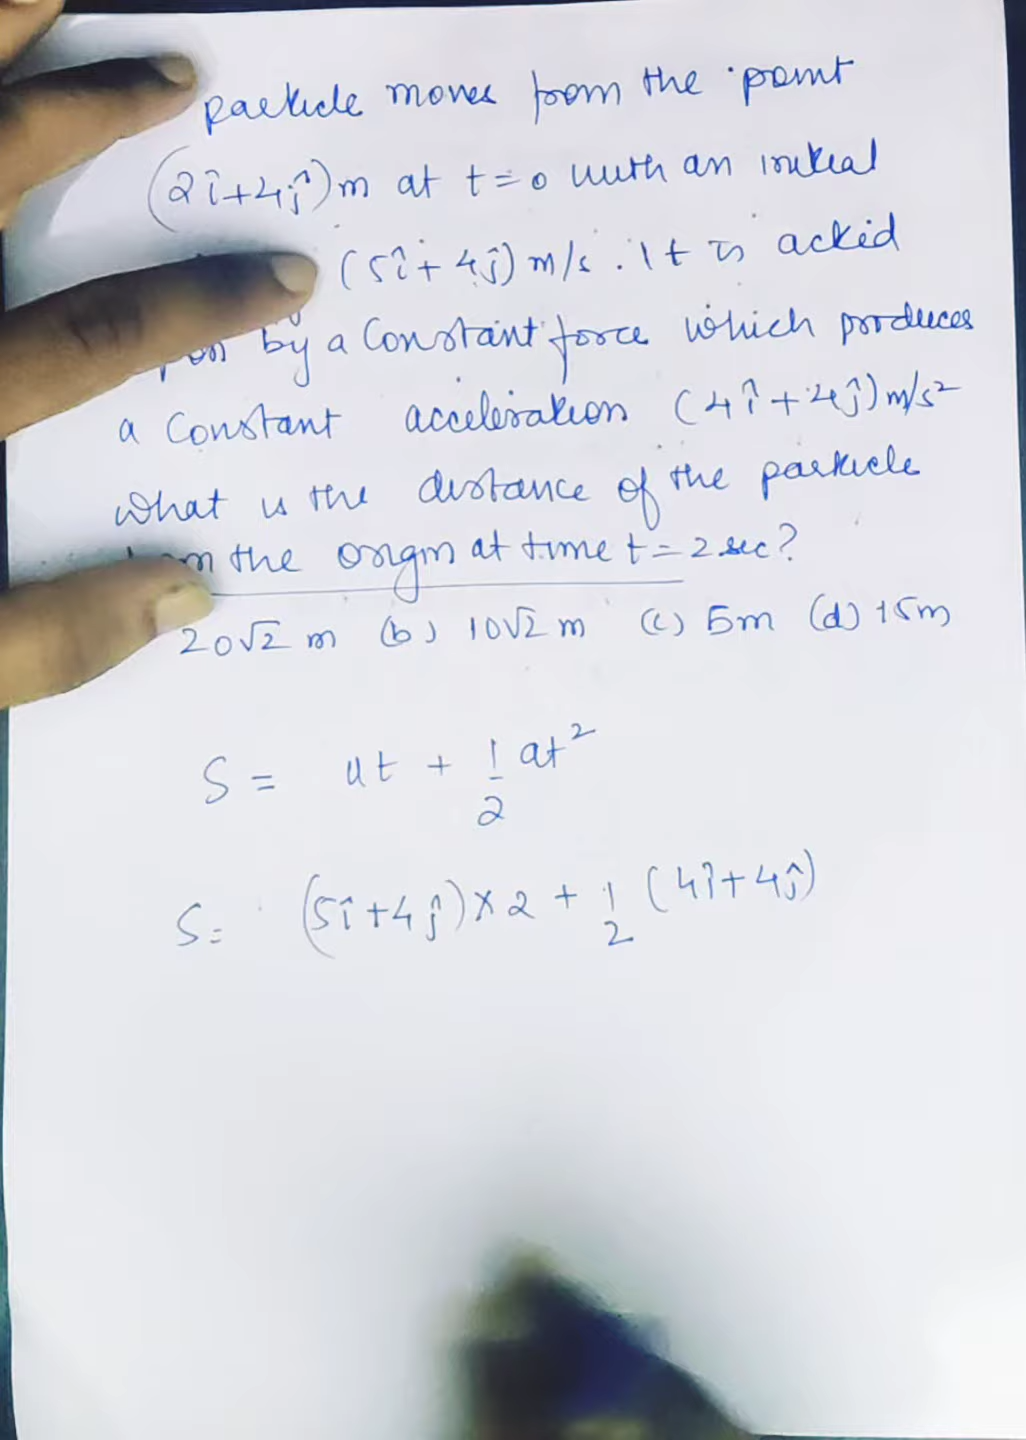 particle moves from the point
(2î+4ĵ)m at t=0 with an initial
(5î+4ĵ)m/s. It is acted
by a Constant force which produces
a Constant acceleration (4î+4ĵ)m/s²
what is the distance of the particle
the origin at time t=2 sec?
20√2 m (b) 10√2 m (c) 5m (d) 15m
S = ut + 1/2 at²
S= (5î+4ĵ)×2 + 1/2 (4î+4ĵ)